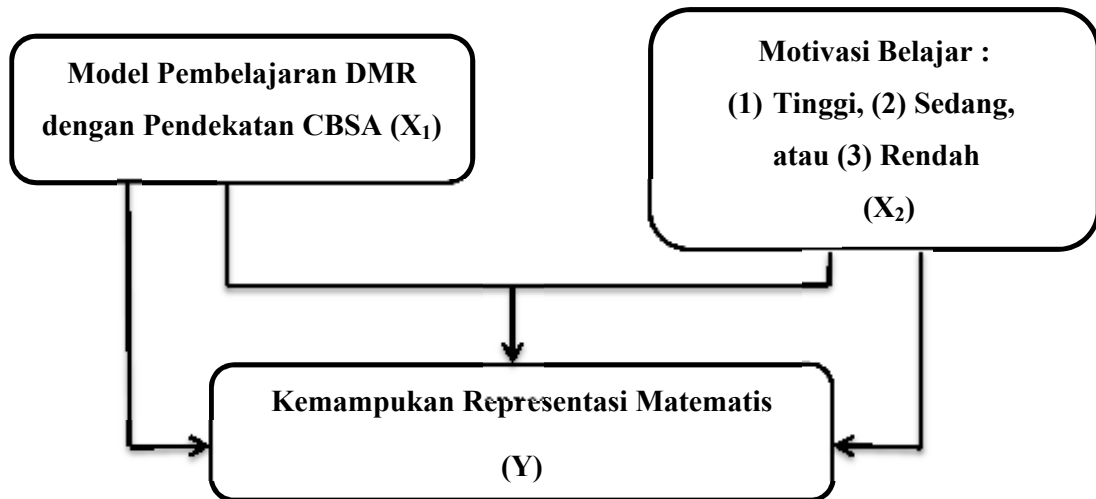 Model Pembelajaran DMR
dengan Pendekatan CBSA (X₁)
Motivasi Belajar :
(1) Tinggi, (2) Sedang,
atau (3) Rendah
(X₂)
Kemampukan Representasi Matematis
(Y)